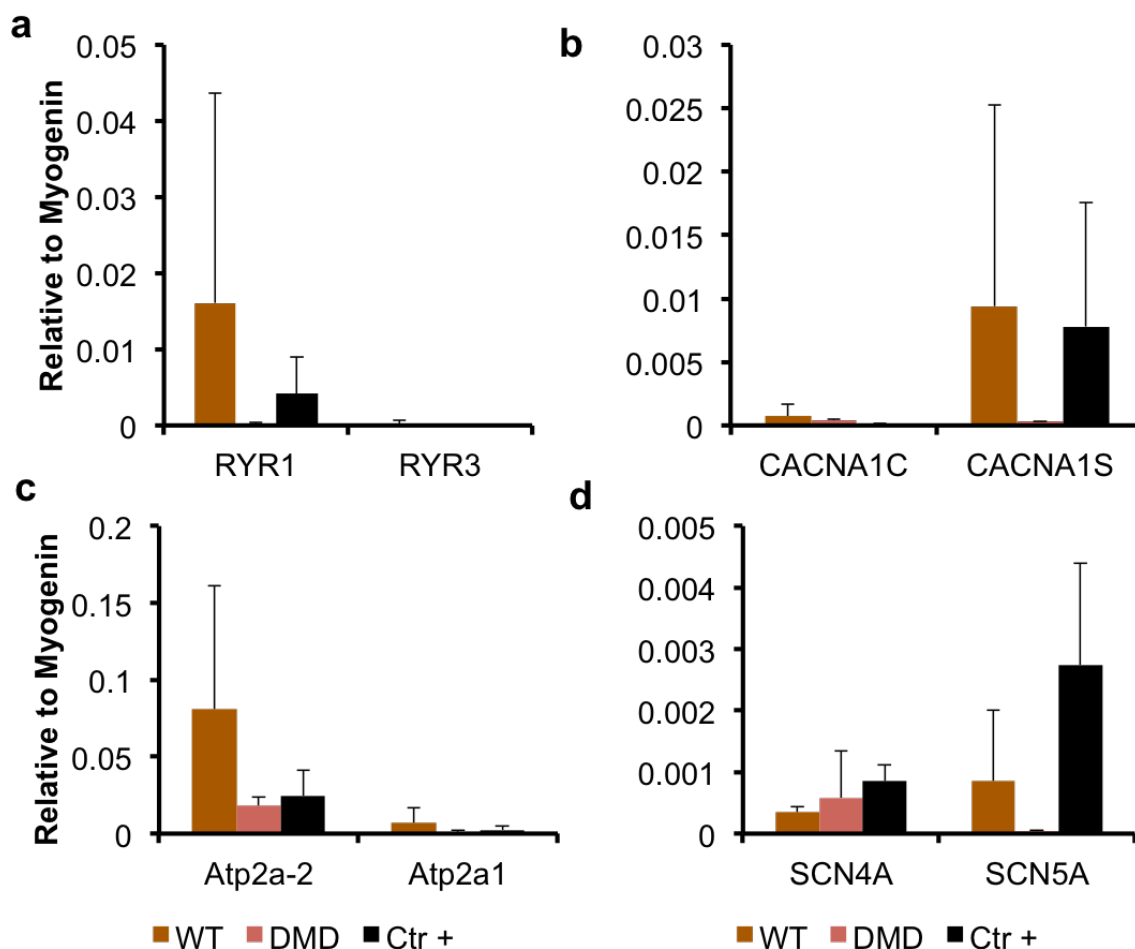 a
Relative to Myogenin
0.05
0.04
0.03
0.02
0.01
0
RYR1 RYR3
b
0.03
0.025
0.02
0.015
0.01
0.005
0
CACNA1C CACNA1S
c
Relative to Myogenin
0.2
0.15
0.1
0.05
0
Atp2a-2 Atp2a1
WT DMD Ctr +
d
0.005
0.004
0.003
0.002
0.001
0
SCN4A SCN5A
WT DMD Ctr +